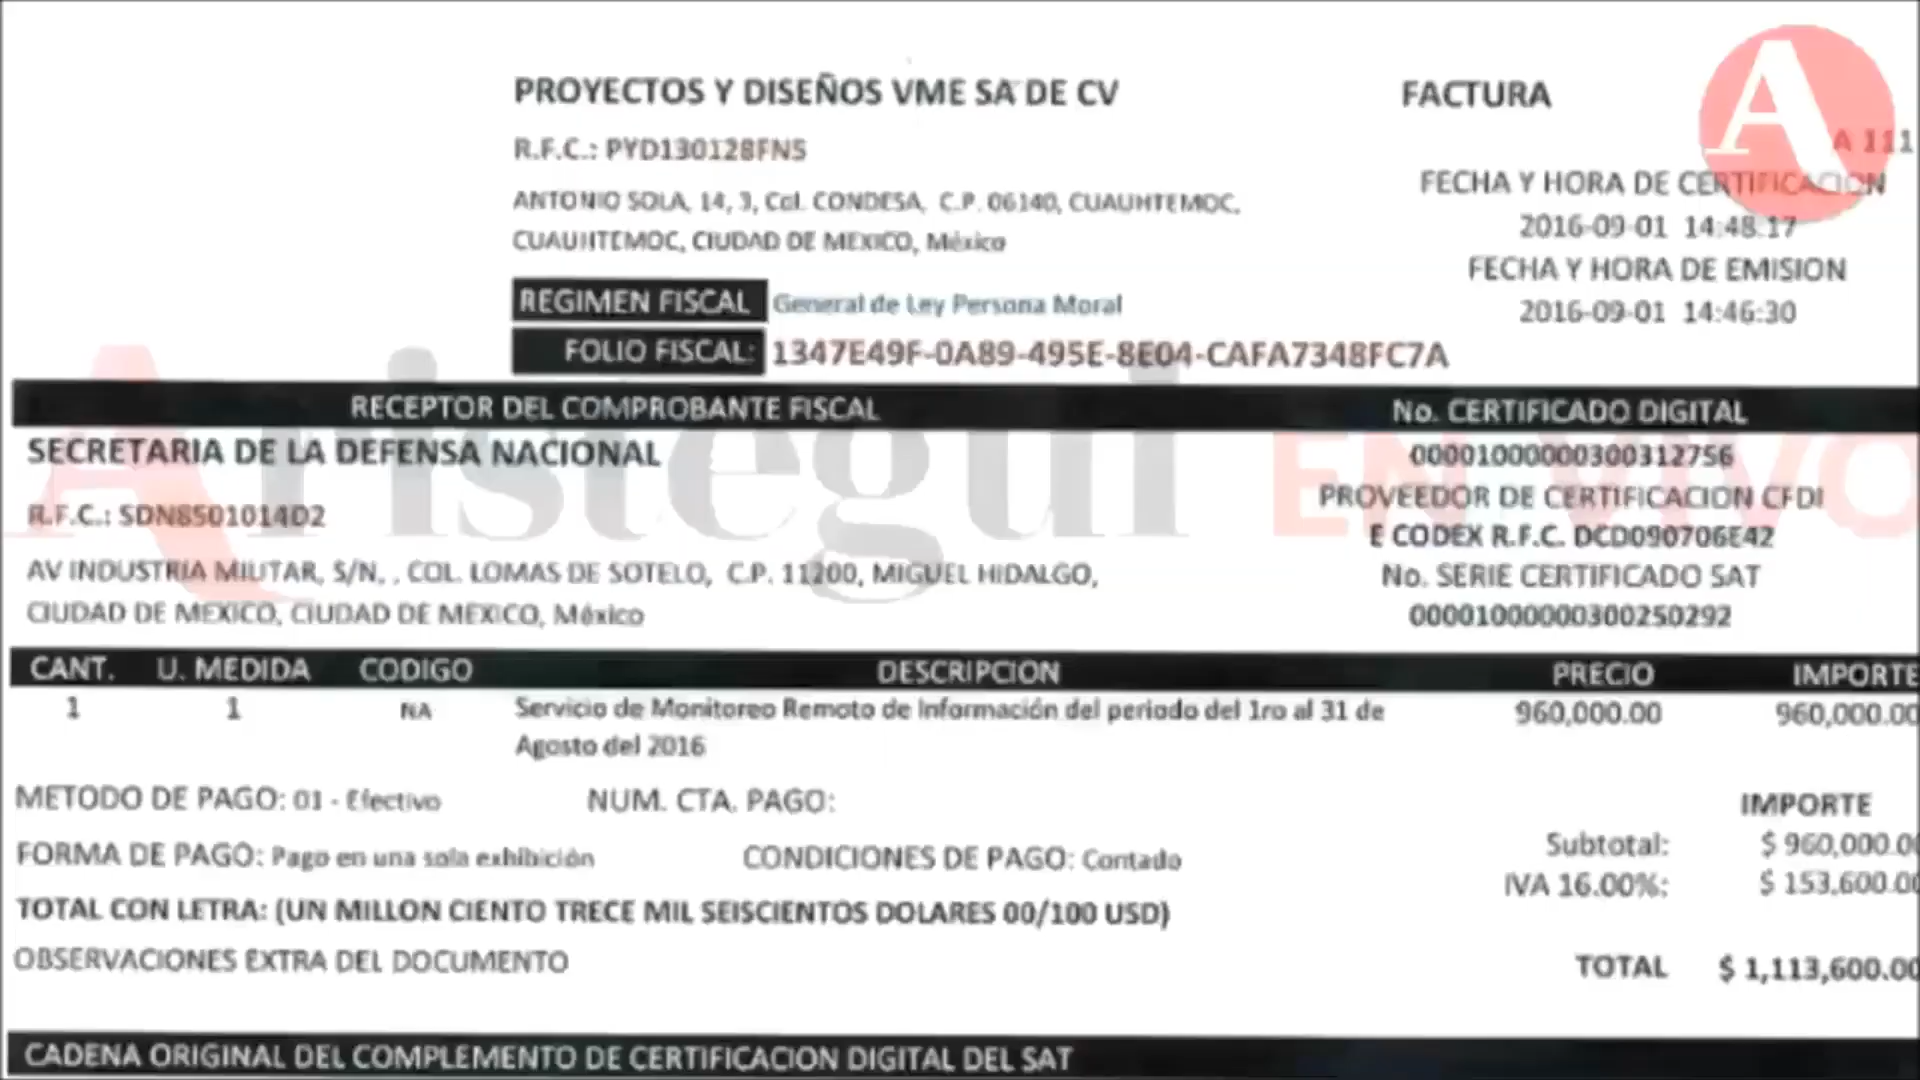 PROYECTOS Y DISEÑOS VME SA DE CV
FACTURA
A
R.F.C.: PYD130128FN5
A 111
ANTONIO SOLA, 14, 3, Col. CONDESA, C.P. 06140, CUAUHTEMOC,
CUAUHTEMOC, CIUDAD DE MEXICO, México
FECHA Y HORA DE CERTIFICACION
2016-09-01 14:48:17
FECHA Y HORA DE EMISION
2016-09-01 14:46:30
REGIMEN FISCAL General de Ley Persona Moral
FOLIO FISCAL: 1347E49F-0A89-495E-8E04-CAFA7348FC7A
RECEPTOR DEL COMPROBANTE FISCAL
No. CERTIFICADO DIGITAL
Aristegui EN VIVO
SECRETARIA DE LA DEFENSA NACIONAL
00001000000300312756
R.F.C.: SDN8501014D2
PROVEEDOR DE CERTIFICACION CFDI
E CODEX R.F.C. DCD090706E42
AV INDUSTRIA MILITAR, S/N, , COL. LOMAS DE SOTELO, C.P. 11200, MIGUEL HIDALGO,
CIUDAD DE MEXICO, CIUDAD DE MEXICO, México
No. SERIE CERTIFICADO SAT
00001000000300250292
CANT. U. MEDIDA CODIGO DESCRIPCION PRECIO IMPORTE
1 1 NA Servicio de Monitoreo Remoto de Información del periodo del 1ro al 31 de 960,000.00 960,000.00
Agosto del 2016
METODO DE PAGO: 01 - Efectivo NUM. CTA. PAGO: IMPORTE
Subtotal: $ 960,000.00
FORMA DE PAGO: Pago en una sola exhibición CONDICIONES DE PAGO: Contado
IVA 16.00%: $ 153,600.00
TOTAL CON LETRA: (UN MILLON CIENTO TRECE MIL SEISCIENTOS DOLARES 00/100 USD)
OBSERVACIONES EXTRA DEL DOCUMENTO
TOTAL $ 1,113,600.00
CADENA ORIGINAL DEL COMPLEMENTO DE CERTIFICACION DIGITAL DEL SAT